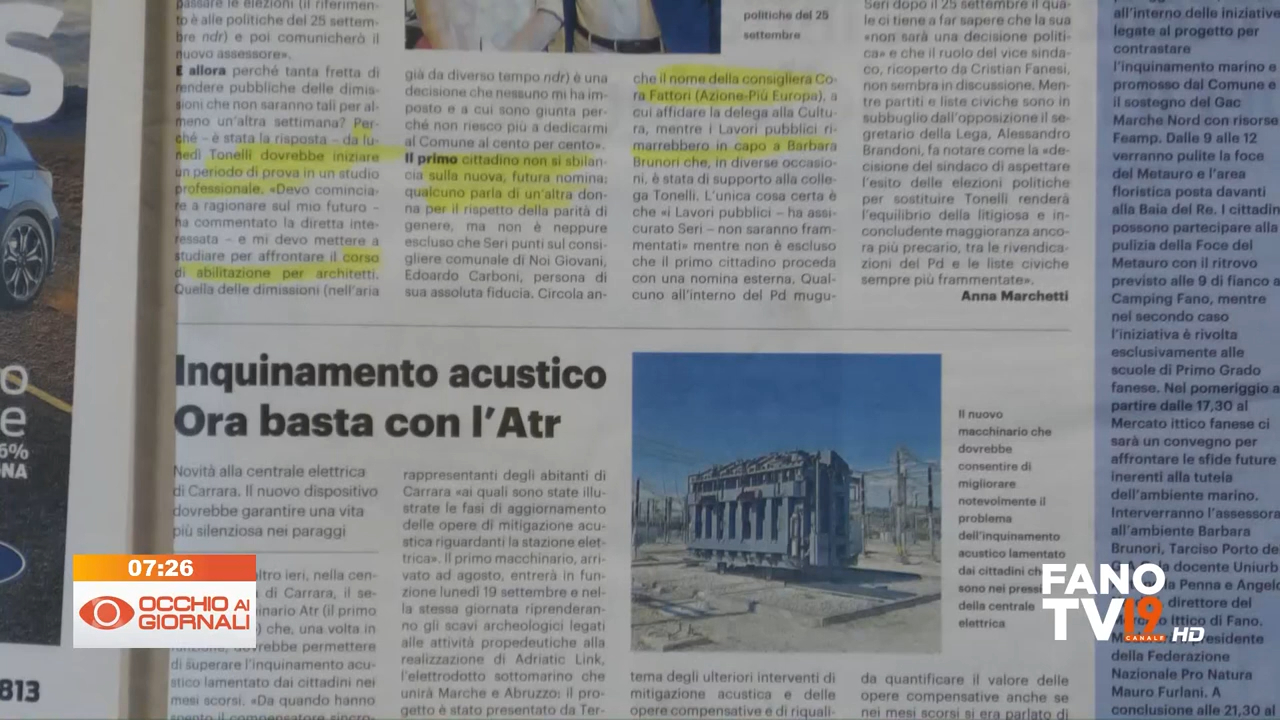 passare le elezioni (il riferimen-
to è alle politiche del 25 settem-
bre ndr) e poi comunicherò il
nuovo assessore».
E allora perché tanta fretta di
rendere pubbliche delle dimis-
sioni che non saranno tali per al-
meno un'altra settimana? Per-
ché – è stata la risposta – da lu-
nedì Tonelli dovrebbe iniziare
un periodo di prova in un studio
professionale. «Devo comincia-
re a ragionare sul mio futuro –
ha commentato la diretta inte-
ressata – e mi devo mettere a
studiare per affrontare il corso
di abilitazione per architetti.
Quella delle dimissioni (nell'aria
già da diverso tempo ndr) è una
decisione che nessuno mi ha im-
posto e a cui sono giunta per-
ché non riesco più a dedicarmi
al Comune al cento per cento».
Il primo cittadino non si sbilan-
cia sulla nuova, futura nomina:
qualcuno parla di un'altra don-
na per il rispetto della parità di
genere, ma non è neppure
escluso che Seri punti sul consi-
gliere comunale di Noi Giovani,
Edoardo Carboni, persona di
sua assoluta fiducia. Circola an-
politiche del 25
settembre
che il nome della consigliera Co-
ra Fattori (Azione-Più Europa), a
cui affidare la delega alla Cultu-
ra, mentre i Lavori pubblici ri-
marrebbero in capo a Barbara
Brunori che, in diverse occasio-
ni, è stata di supporto alla colle-
ga Tonelli. L'unica cosa certa è
che «i Lavori pubblici – ha assi-
curato Seri – non saranno fram-
mentati» mentre non è escluso
che il primo cittadino proceda
con una nomina esterna. Qual-
cuno all'interno del Pd mugu-
Seri dopo il 25 settembre il qua-
le ci tiene a far sapere che la sua
«non sarà una decisione politi-
ca» e che il ruolo del vice sinda-
co, ricoperto da Cristian Fanesi,
non sembra in discussione. Men-
tre partiti e liste civiche sono in
subbuglio dall'opposizione il se-
gretario della Lega, Alessandro
Brandoni, fa notare come la «de-
cisione del sindaco di aspettare
l'esito delle elezioni politiche
per sostituire Tonelli renderà
l'equilibrio della litigiosa e in-
concludente maggioranza anco-
ra più precario, tra le rivendica-
zioni del Pd e le liste civiche
sempre più frammentate».
Anna Marchetti
Inquinamento acustico
Ora basta con l'Atr
Novità alla centrale elettrica
di Carrara. Il nuovo dispositivo
dovrebbe garantire una vita
più silenziosa nei paraggi
ltro ieri, nella cen-
di Carrara, il se-
inario Atr (il primo
) che, una volta in
funzione, dovrebbe permettere
di superare l'inquinamento acu-
stico lamentato dai cittadini nei
mesi scorsi. «Da quando hanno
spento il compensatore sincro-
rappresentanti degli abitanti di
Carrara «ai quali sono state illu-
strate le fasi di aggiornamento
delle opere di mitigazione acu-
stica riguardanti la stazione elet-
trica». Il primo macchinario, arri-
vato ad agosto, entrerà in fun-
zione lunedì 19 settembre e nel-
la stessa giornata riprenderan-
no gli scavi archeologici legati
alle attività propedeutiche alla
realizzazione di Adriatic Link,
l'elettrodotto sottomarino che
unirà Marche e Abruzzo: il pro-
getto è stato presentato da Ter-
tema degli ulteriori interventi di
mitigazione acustica e delle
opere compensative e di riquali-
da quantificare il valore delle
opere compensative anche se
nei mesi scorsi si era parlato di
Il nuovo
macchinario che
dovrebbe
consentire di
migliorare
notevolmente il
problema
dell'inquinamento
acustico lamentato
dai cittadini ch
sono nei press
della centrale
elettrica
all'interno delle iniziative
legate al progetto per
contrastare
l'inquinamento marino e
promosso dal Comune e
il sostegno del Gac
Marche Nord con risorse
Feamp. Dalle 9 alle 12
verranno pulite la foce
del Metauro e l'area
floristica posta davanti
alla Baia del Re. I cittadini
possono partecipare alla
pulizia della Foce del
Metauro con il ritrovo
previsto alle 9 di fianco a
Camping Fano, mentre
nel secondo caso
l'iniziativa è rivolta
esclusivamente alle
scuole di Primo Grado
fanese. Nel pomeriggio a
partire dalle 17,30 al
Mercato ittico fanese ci
sarà un convegno per
affrontare le sfide future
inerenti alla tutela
dell'ambiente marino.
Interverranno l'assessora
all'ambiente Barbara
Brunori, Tarciso Porto de
docente Uniurb
Penna e Angelo
direttore del
Mercato Ittico di Fano.
presidente
della Federazione
Nazionale Pro Natura
Mauro Furlani. A
conclusione alle 21,30 al
813
07:26
OCCHIO AI
GIORNALI
FANO
TV 19
CANALE HD